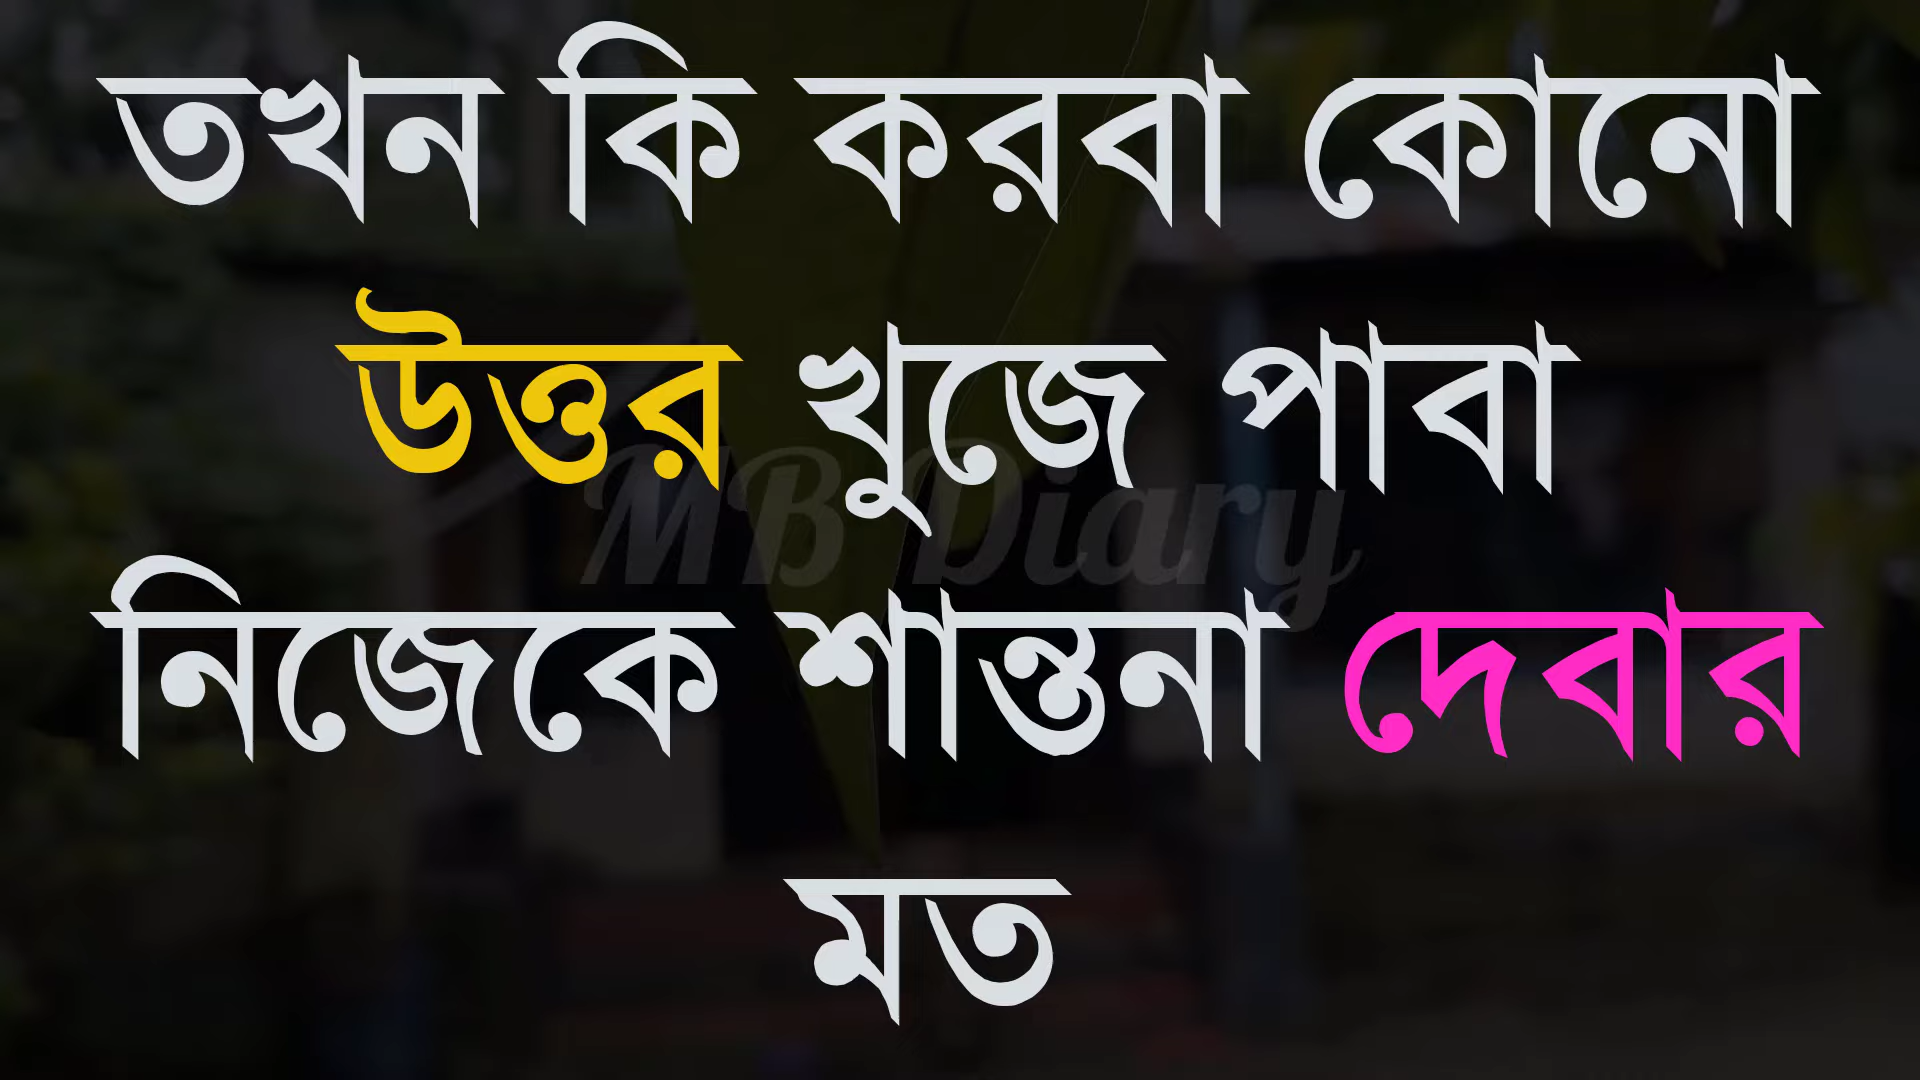 তখন কি করবা কোনো
উত্তর খুজে পাবা
MB Diary
নিজেকে শান্তনা দেবার
মত